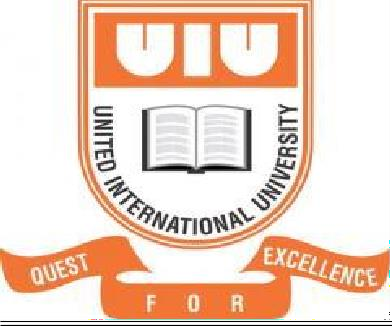 UIU
UNITED INTERNATIONAL UNIVERSITY
QUEST
FOR
EXCELLENCE